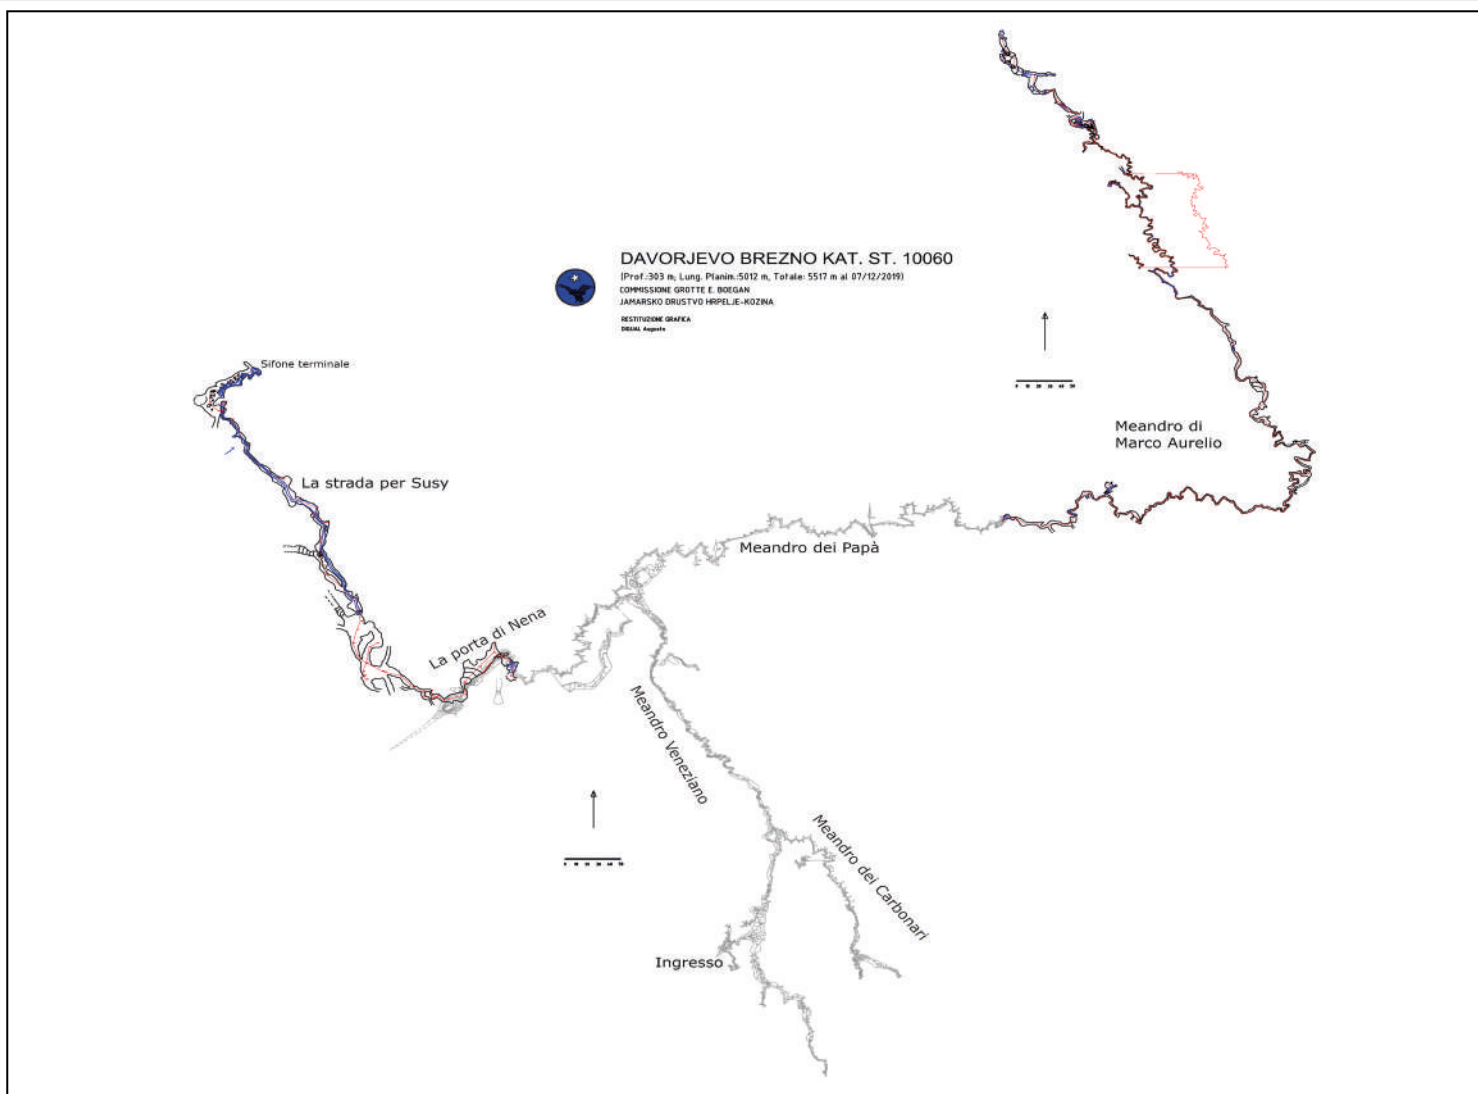 DAVORJEVO BREZNO KAT. ST. 10060
(Prof.:303 m; Lung. Planim.:5012 m, Totale: 5517 m al 07/12/2019)
COMMISSIONE GROTTE E. BOEGAN
JAMARSKO DRUSTVO HRPELJE-KOZINA
RESTITUZIONE GRAFICA
DIQUAL Augusto
Sifone terminale
Meandro di
Marco Aurelio
La strada per Susy
Meandro dei Papà
La porta di Nena
Meandro Veneziano
Meandro dei Carbonari
Ingresso